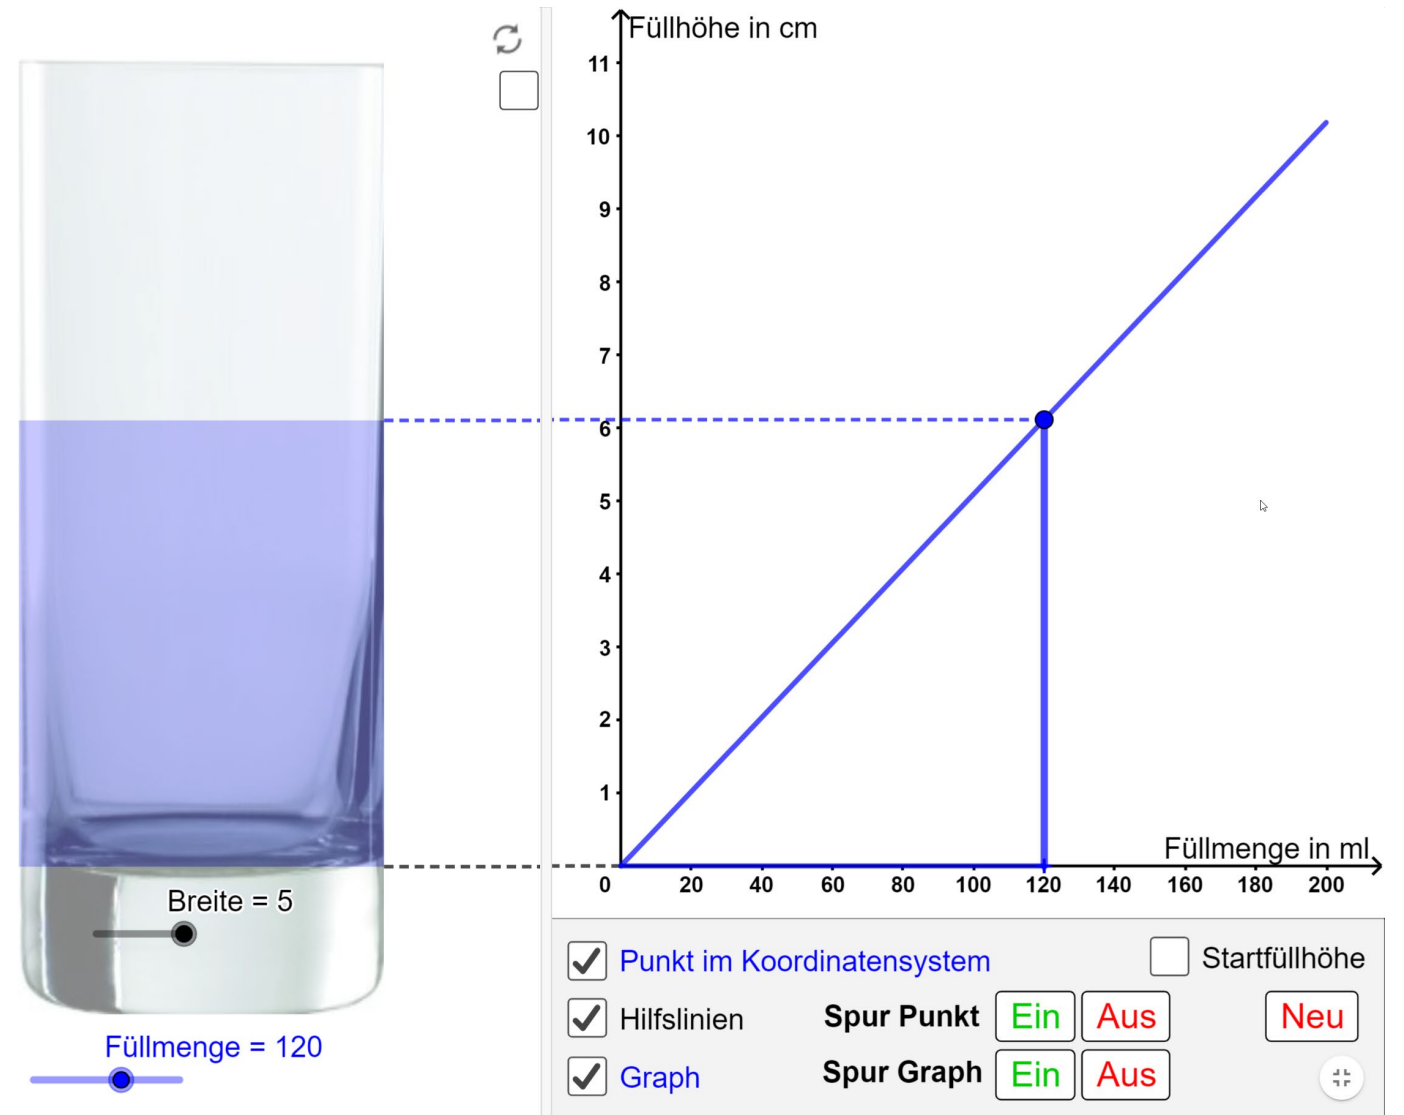 Füllhöhe in cm
11
10
9
8
7
6
5
4
3
2
1
0 20 40 60 80 100 120 140 160 180 200
Füllmenge in ml
Breite = 5
Füllmenge = 120
Punkt im Koordinatensystem
Startfüllhöhe
Hilfslinien
Spur Punkt Ein Aus
Neu
Graph
Spur Graph Ein Aus